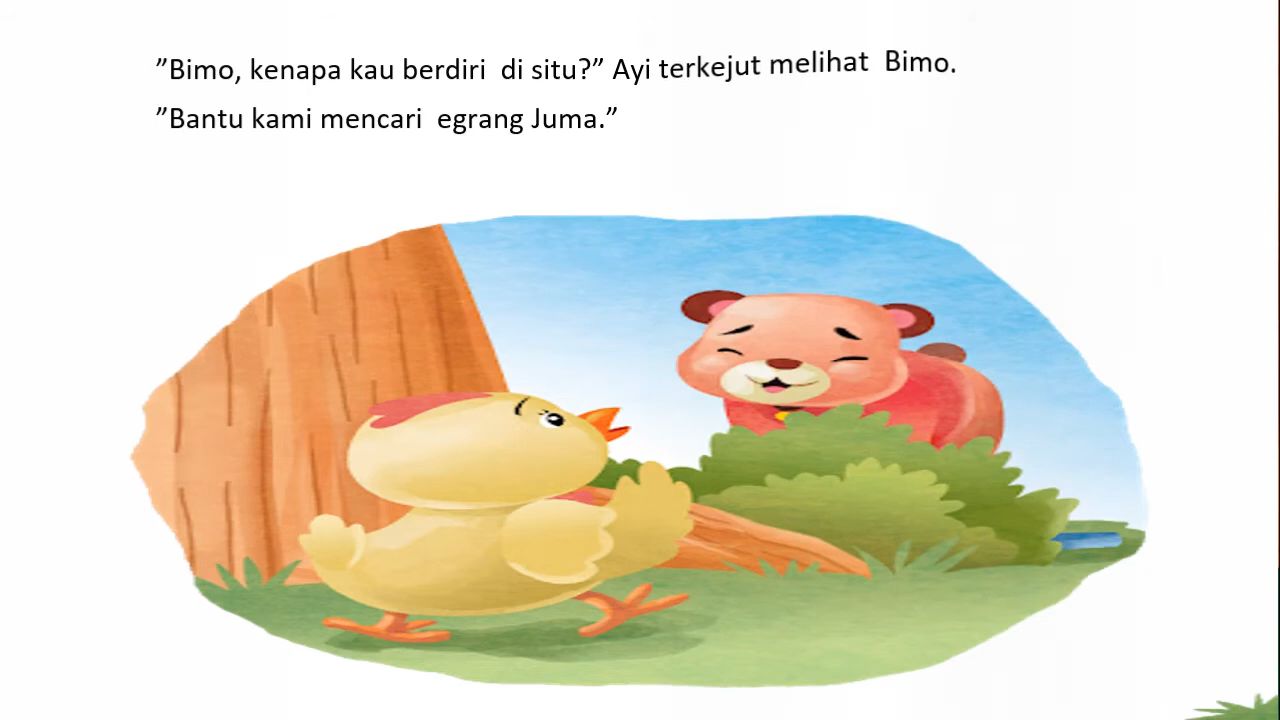 ”Bimo, kenapa kau berdiri di situ?” Ayi terkejut melihat Bimo.
”Bantu kami mencari egrang Juma.”